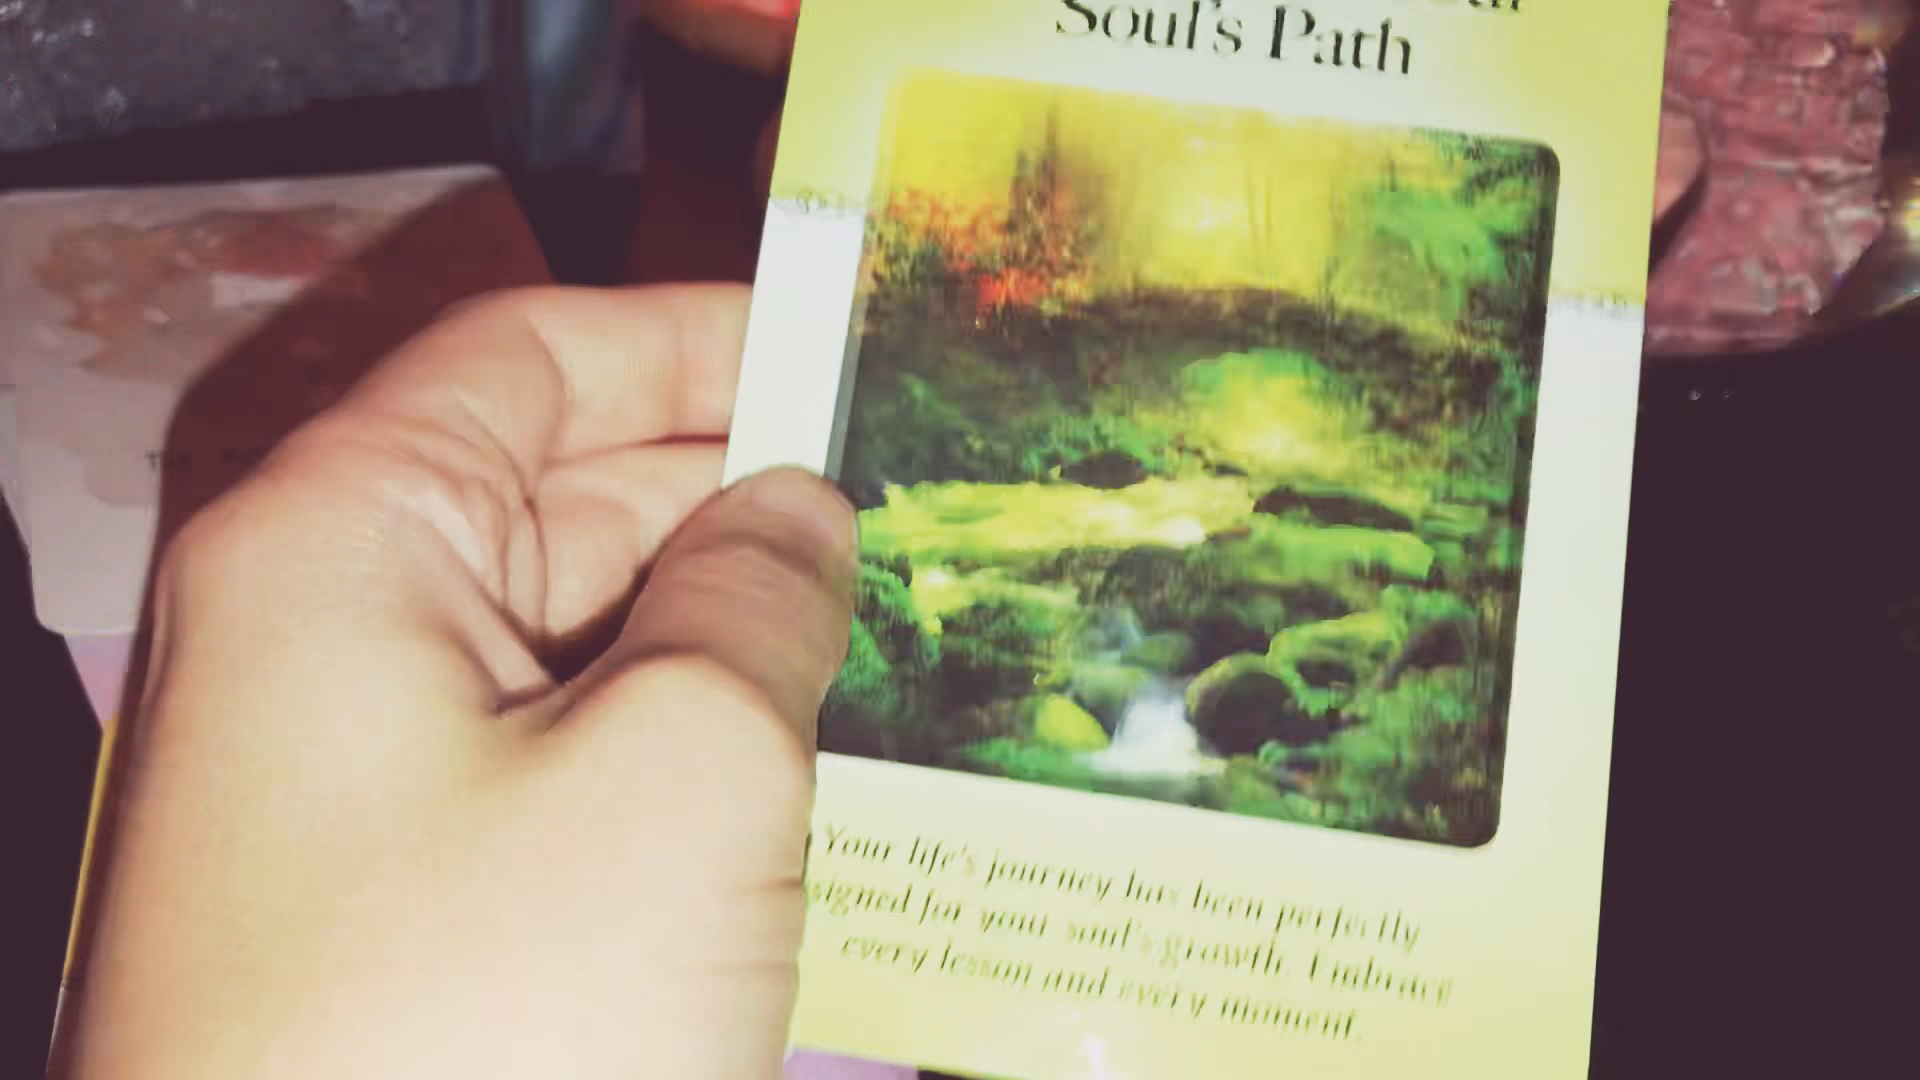 Soul's Path
Your life's journey has been perfectly
signed for your soul's growth. Embrace
every lesson and every moment.